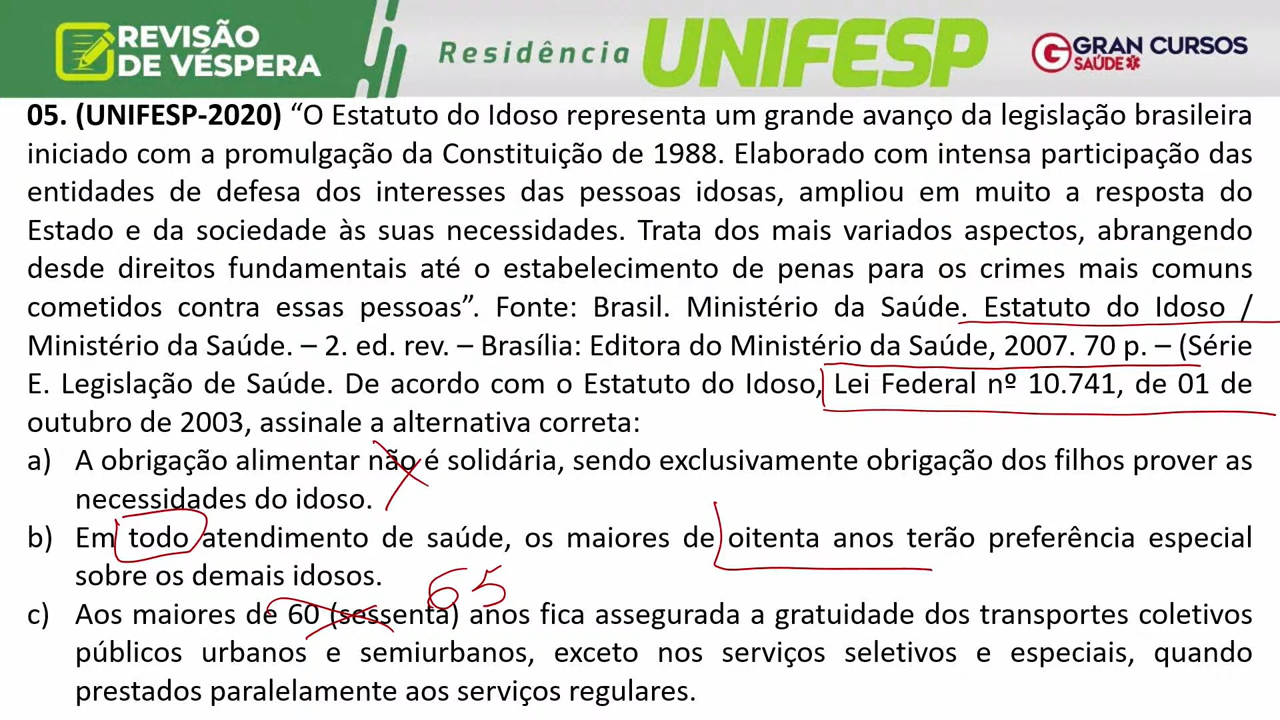 REVISÃO
DE VÉSPERA
Residência UNIFESP
GRAN CURSOS
SAÚDE
05. (UNIFESP-2020) “O Estatuto do Idoso representa um grande avanço da legislação brasileira
iniciado com a promulgação da Constituição de 1988. Elaborado com intensa participação das
entidades de defesa dos interesses das pessoas idosas, ampliou em muito a resposta do
Estado e da sociedade às suas necessidades. Trata dos mais variados aspectos, abrangendo
desde direitos fundamentais até o estabelecimento de penas para os crimes mais comuns
cometidos contra essas pessoas”. Fonte: Brasil. Ministério da Saúde. Estatuto do Idoso /
Ministério da Saúde. – 2. ed. rev. – Brasília: Editora do Ministério da Saúde, 2007. 70 p. – (Série
E. Legislação de Saúde. De acordo com o Estatuto do Idoso, Lei Federal nº 10.741, de 01 de
outubro de 2003, assinale a alternativa correta:
a) A obrigação alimentar não é solidária, sendo exclusivamente obrigação dos filhos prover as
necessidades do idoso.
b) Em todo atendimento de saúde, os maiores de oitenta anos terão preferência especial
sobre os demais idosos.
65
c) Aos maiores de 60 (sessenta) anos fica assegurada a gratuidade dos transportes coletivos
públicos urbanos e semiurbanos, exceto nos serviços seletivos e especiais, quando
prestados paralelamente aos serviços regulares.